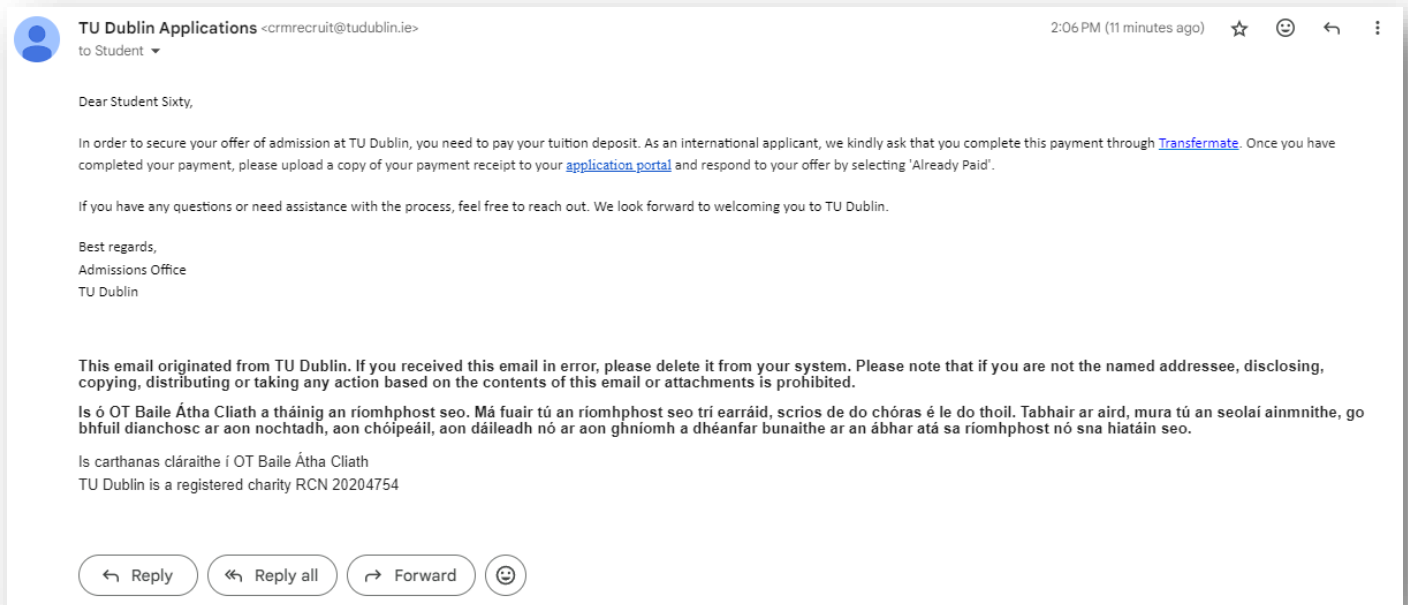 TU Dublin Applications <crmrecruit@tudublin.ie>
2:06 PM (11 minutes ago)
to Student
Dear Student Sixty,
In order to secure your offer of admission at TU Dublin, you need to pay your tuition deposit. As an international applicant, we kindly ask that you complete this payment through Transfermate. Once you have
completed your payment, please upload a copy of your payment receipt to your application portal and respond to your offer by selecting 'Already Paid'.
If you have any questions or need assistance with the process, feel free to reach out. We look forward to welcoming you to TU Dublin.
Best regards,
Admissions Office
TU Dublin
This email originated from TU Dublin. If you received this email in error, please delete it from your system. Please note that if you are not the named addressee, disclosing,
copying, distributing or taking any action based on the contents of this email or attachments is prohibited.
Is ó OT Baile Átha Cliath a tháinig an ríomhphost seo. Má fuair tú an ríomhphost seo trí earráid, scrios de do chóras é le do thoil. Tabhair ar aird, mura tú an seolaí ainmnithe, go
bhfuil dianchosc ar aon nochtadh, aon chóipeáil, aon dáileadh nó ar aon ghníomh a dhéanfar bunaithe ar an ábhar atá sa ríomhphost nó sna hiatáin seo.
Is carthanas cláraithe í OT Baile Átha Cliath
TU Dublin is a registered charity RCN 20204754
Reply
Reply all
Forward